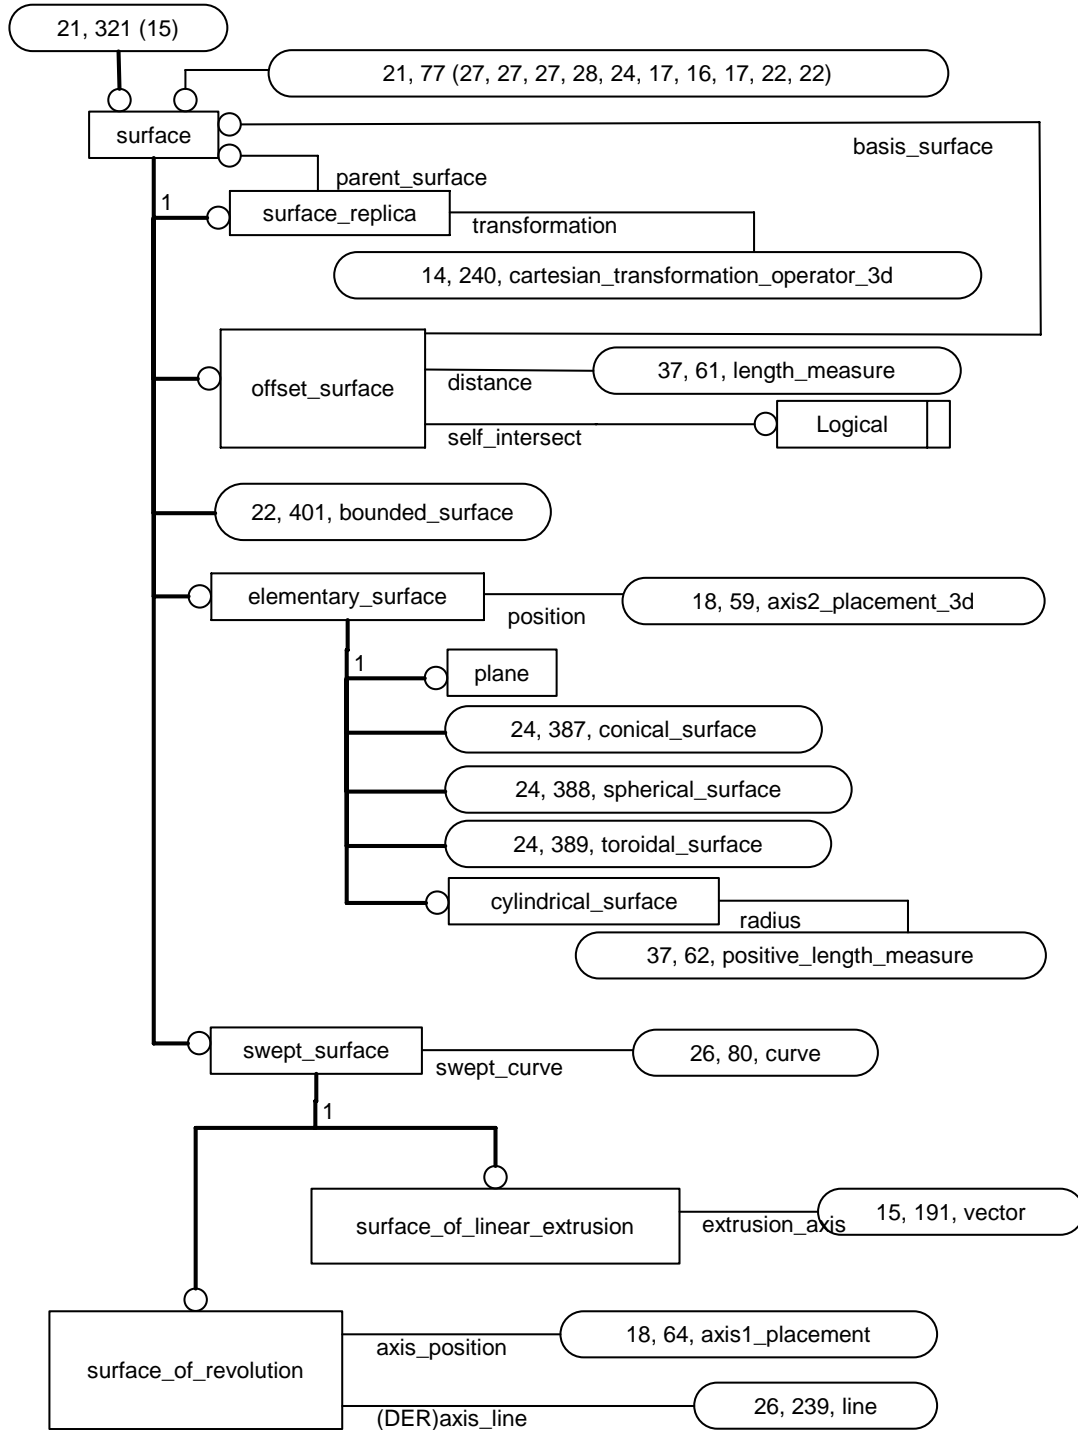 21, 321 (15)
21, 77 (27, 27, 27, 28, 24, 17, 16, 17, 22, 22)
surface
basis_surface
parent_surface
1
surface_replica
transformation
14, 240, cartesian_transformation_operator_3d
offset_surface
distance
37, 61, length_measure
self_intersect
Logical
22, 401, bounded_surface
elementary_surface
position
18, 59, axis2_placement_3d
1
plane
24, 387, conical_surface
24, 388, spherical_surface
24, 389, toroidal_surface
cylindrical_surface
radius
37, 62, positive_length_measure
swept_surface
swept_curve
26, 80, curve
1
surface_of_linear_extrusion
extrusion_axis
15, 191, vector
surface_of_revolution
axis_position
18, 64, axis1_placement
(DER)axis_line
26, 239, line